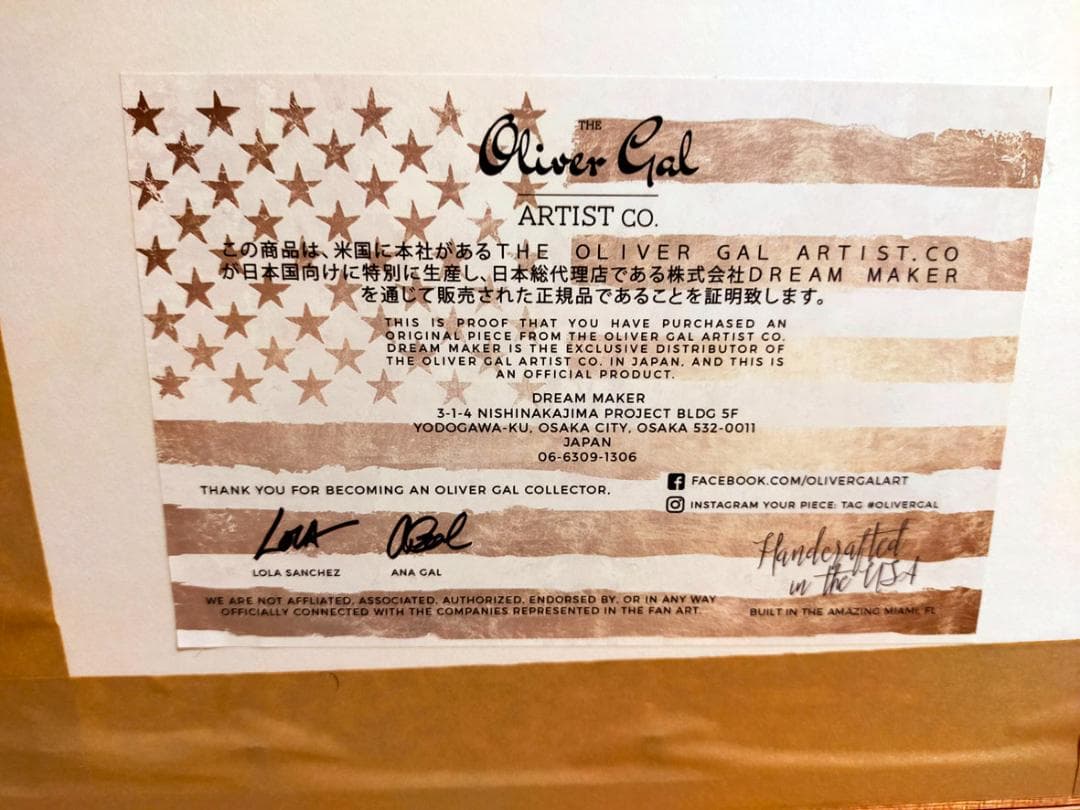 THE
Oliver Gal
ARTIST CO.
この商品は、米国に本社があるTHE OLIVER GAL ARTIST.CO
が日本国向けに特別に生産し、日本総代理店である株式会社DREAM MAKER
を通じて販売された正規品であることを証明致します。
THIS IS PROOF THAT YOU HAVE PURCHASED AN
ORIGINAL PIECE FROM THE OLIVER GAL ARTIST CO.
DREAM MAKER IS THE EXCLUSIVE DISTRIBUTOR OF
THE OLIVER GAL ARTIST CO. IN JAPAN, AND THIS IS
AN OFFICIAL PRODUCT.
DREAM MAKER
3-1-4 NISHINAKAJIMA PROJECT BLDG 5F
YODOGAWA-KU, OSAKA CITY, OSAKA 532-0011
JAPAN
06-6309-1306
THANK YOU FOR BECOMING AN OLIVER GAL COLLECTOR.
FACEBOOK.COM/OLIVERGALART
INSTAGRAM YOUR PIECE: TAG #OLIVERGAL
LOLA
LOLA SANCHEZ
ANA GAL
Handcrafted
in the USA
WE ARE NOT AFFLIATED, ASSOCIATED, AUTHORIZED, ENDORSED BY, OR IN ANY WAY
OFFICIALLY CONNECTED WITH THE COMPANIES REPRESENTED IN THE FAN ART.
BUILT IN THE AMAZING MIAMI, FL